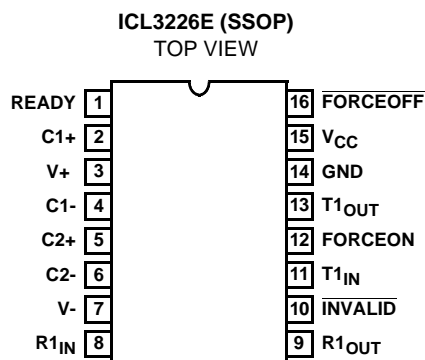 ICL3226E (SSOP)
TOP VIEW
READY 1 16 FORCEOFF
C1+ 2 15 VCC
V+ 3 14 GND
C1- 4 13 T1OUT
C2+ 5 12 FORCEON
C2- 6 11 T1IN
V- 7 10 INVALID
R1IN 8 9 R1OUT